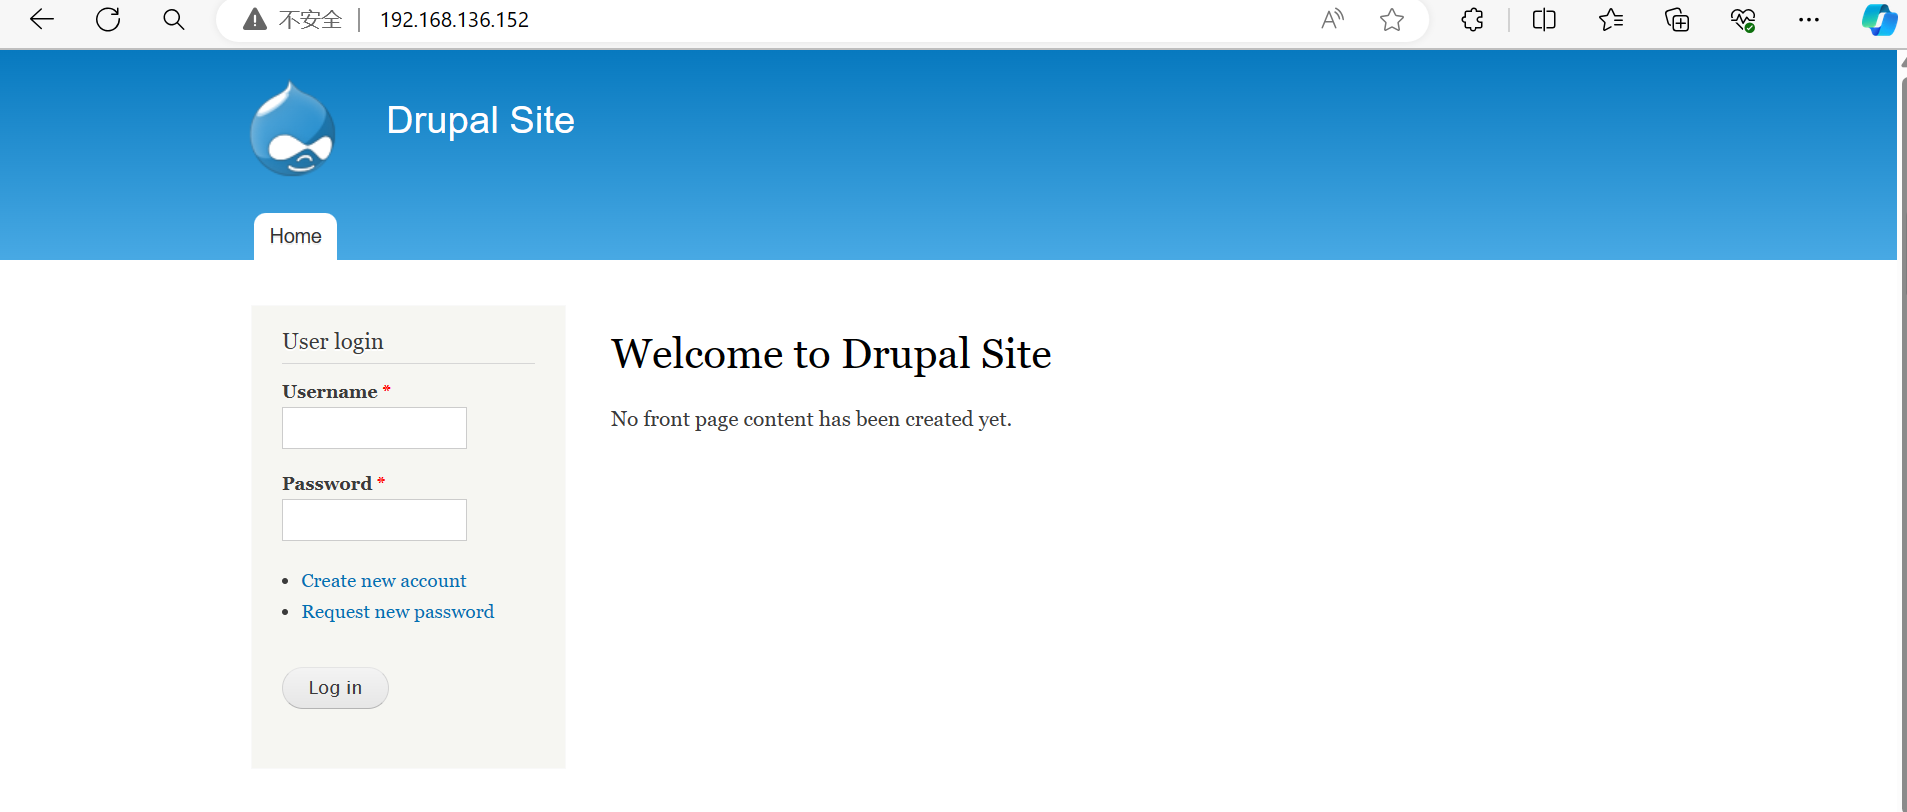 不安全 | 192.168.136.152
Drupal Site
Home
User login
Username *
Password *
Create new account
Request new password
Log in
Welcome to Drupal Site
No front page content has been created yet.